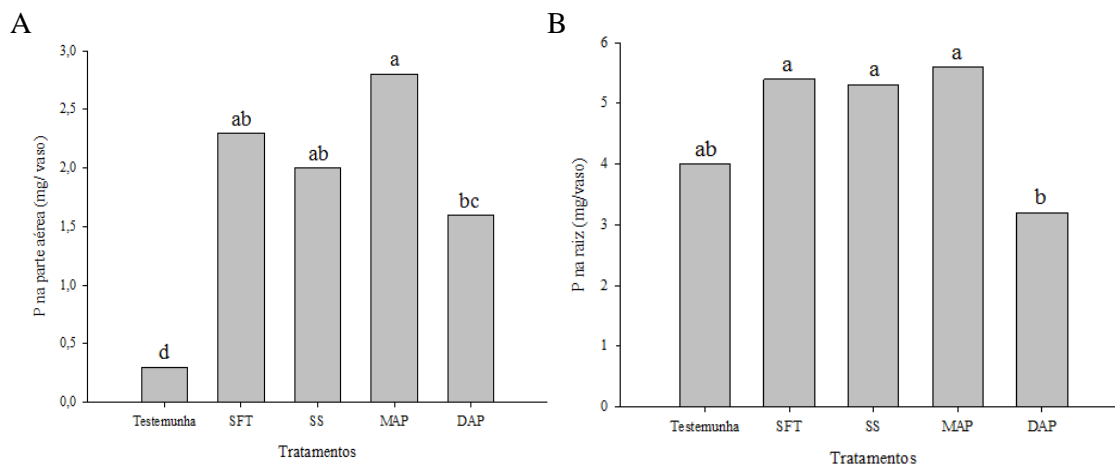 A
P na parte aérea (mg/ vaso)
3,0
2,5
2,0
1,5
1,0
0,5
0,0
d
ab
ab
a
bc
Testemunha SFT SS MAP DAP
Tratamentos
B
P na raiz (mg/vaso)
6
5
4
3
2
1
0
ab
a
a
a
b
Testemunha SFT SS MAP DAP
Tratamentos